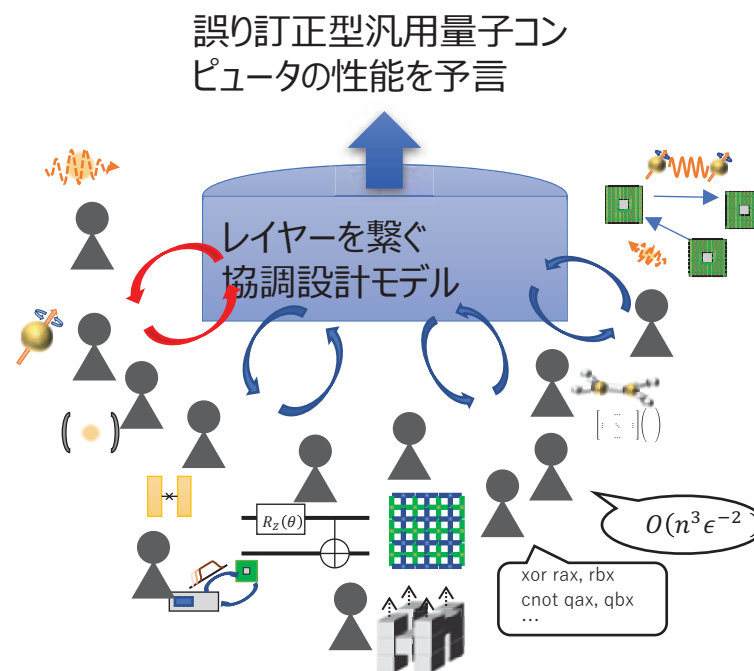 誤り訂正型汎用量子コン
ピュータの性能を予言
レイヤーを繋ぐ
協調設計モデル
R_Z(θ)
O(n³ϵ⁻²
xor rax, rbx
cnot qax, qbx
…